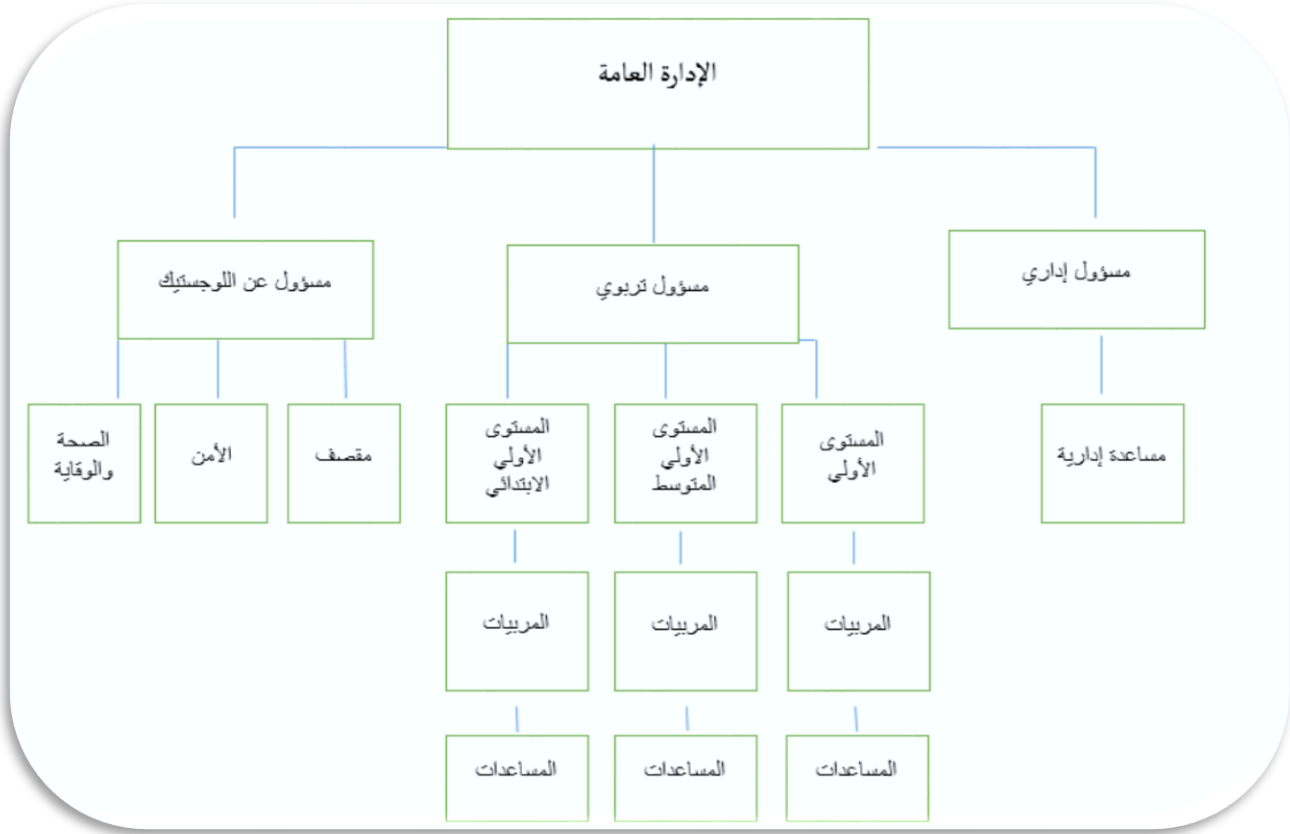 الإدارة العامة
مسؤول إداري
مسؤول تربوي
مسؤول عن اللوجستيك
مساعدة إدارية
المستوى
الأولي
المستوى
الأولي
المتوسط
المستوى
الأولي
الابتدائي
مقصف
الأمن
الصحة
والوقاية
المربيات
المربيات
المربيات
المساعدات
المساعدات
المساعدات